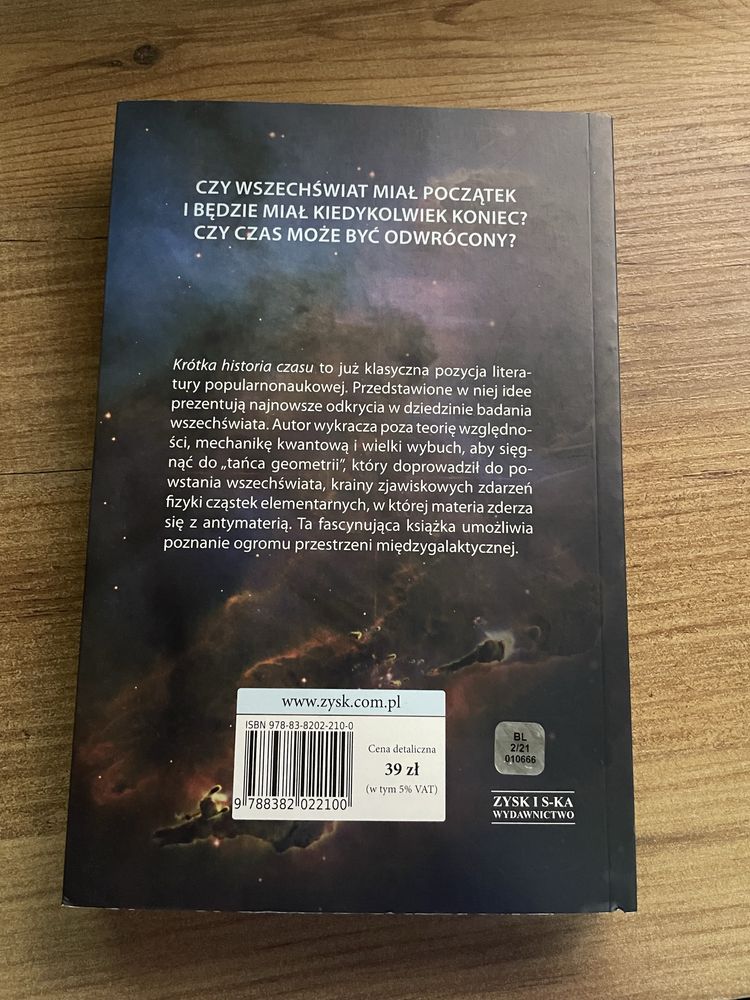 CZY WSZECHŚWIAT MIAŁ POCZĄTEK
I BĘDZIE MIAŁ KIEDYKOLWIEK KONIEC?
CZY CZAS MOŻE BYĆ ODWRÓCONY?
Krótka historia czasu to już klasyczna pozycja litera-
tury popularnonaukowej. Przedstawione w niej idee
prezentują najnowsze odkrycia w dziedzinie badania
wszechświata. Autor wykracza poza teorię względno-
ści, mechanikę kwantową i wielki wybuch, aby sięg-
nąć do „tańca geometrii”, który doprowadził do po-
wstania wszechświata, krainy zjawiskowych zdarzeń
fizyki cząstek elementarnych, w której materia zderza
się z antymaterią. Ta fascynująca książka umożliwia
poznanie ogromu przestrzeni międzygalaktycznej.
www.zysk.com.pl
ISBN 978-83-8202-210-0
9 788382 022100
Cena detaliczna
39 zł
(w tym 5% VAT)
BL
2/21
010666
ZYSK I S-KA
WYDAWNICTWO